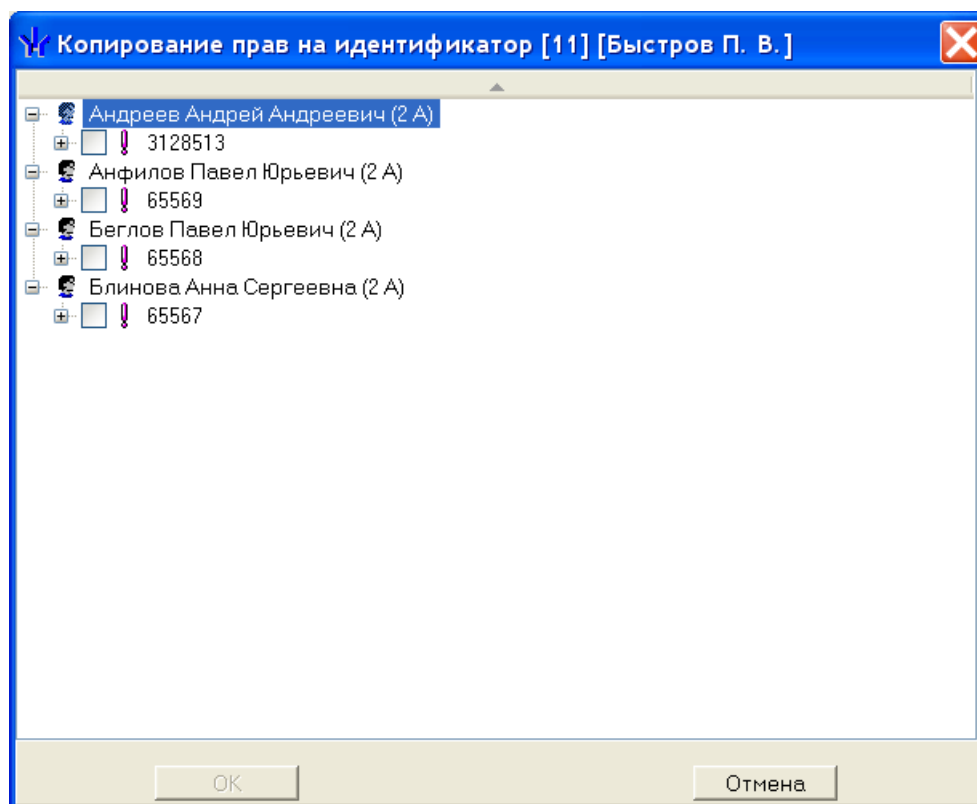 Копирование прав на идентификатор [11] [Быстров П. В.]
Андреев Андрей Андреевич (2 А)
3128513
Анфилов Павел Юрьевич (2 А)
65569
Беглов Павел Юрьевич (2 А)
65568
Блинова Анна Сергеевна (2 А)
65567
OK Отмена